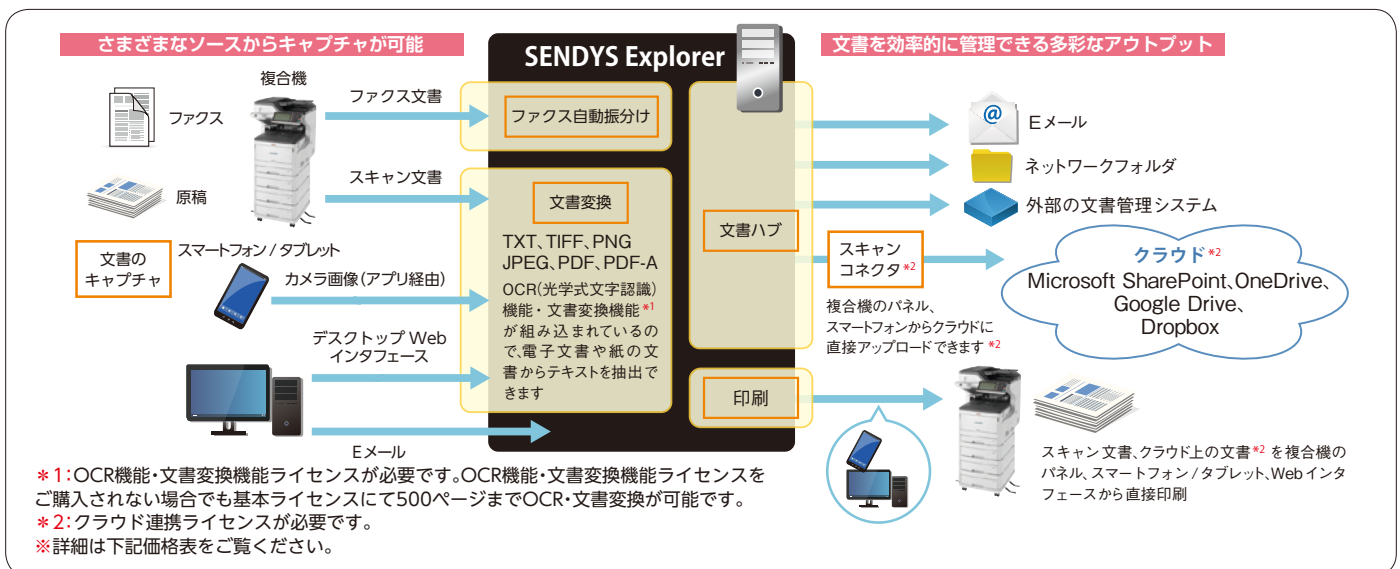 さまざまなソースからキャプチャが可能
複合機
ファクス
原稿
文書の
キャプチャ
スマートフォン / タブレット
ファクス文書
スキャン文書
カメラ画像(アプリ経由)
デスクトップ Web
インタフェース
Eメール
SENDYS Explorer
ファクス自動振分け
文書変換
TXT、TIFF、PNG
JPEG、PDF、PDF-A
OCR(光学式文字認識)
機能・文書変換機能*1
が組み込まれているの
で、電子文書や紙の文
書からテキストを抽出で
きます
文書ハブ
印刷
文書を効率的に管理できる多彩なアウトプット
@
Eメール
ネットワークフォルダ
外部の文書管理システム
スキャン
コネクタ*2
複合機のパネル、
スマートフォンからクラウドに
直接アップロードできます *2
クラウド*2
Microsoft SharePoint、OneDrive、
Google Drive、
Dropbox
スキャン文書、クラウド上の文書*2 を複合機の
パネル、スマートフォン / タブレット、Web インタ
フェースから直接印刷
*1:OCR機能・文書変換機能ライセンスが必要です。OCR機能・文書変換機能ライセンスを
ご購入されない場合でも基本ライセンスにて500ページまでOCR・文書変換が可能です。
*2:クラウド連携ライセンスが必要です。
※詳細は下記価格表をご覧ください。